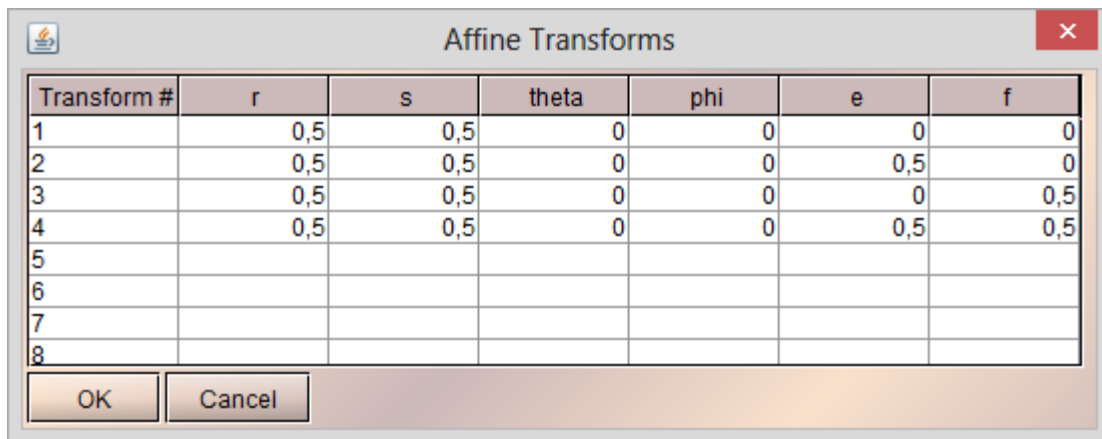 Affine Transforms
Transform # r s theta phi e f
1 0,5 0,5 0 0 0 0
2 0,5 0,5 0 0 0,5 0
3 0,5 0,5 0 0 0 0,5
4 0,5 0,5 0 0 0,5 0,5
5
6
7
8
OK Cancel